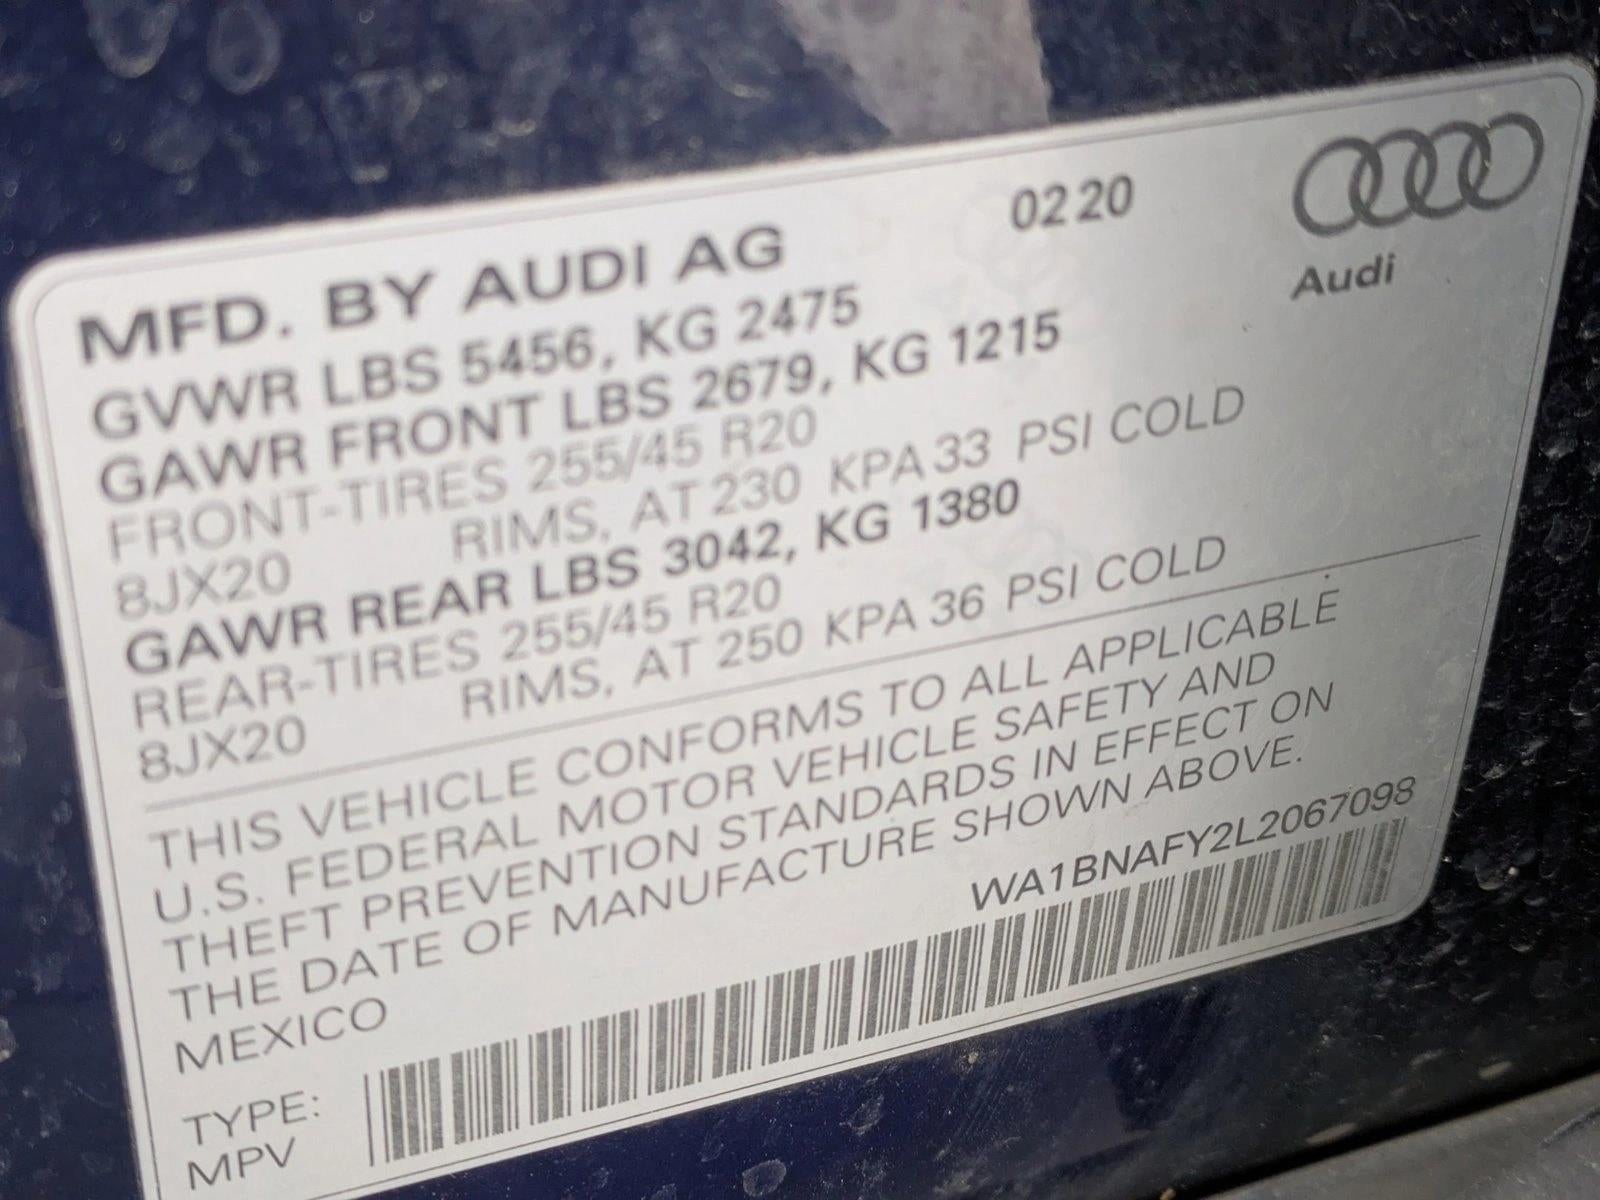 0220
Audi
MFD. BY AUDI AG
GVWR LBS 5456, KG 2475
GAWR FRONT LBS 2679, KG 1215
FRONT-TIRES 255/45 R20
8JX20 RIMS, AT 230 KPA 33 PSI COLD
GAWR REAR LBS 3042, KG 1380
REAR-TIRES 255/45 R20
8JX20 RIMS, AT 250 KPA 36 PSI COLD
THIS VEHICLE CONFORMS TO ALL APPLICABLE
U.S. FEDERAL MOTOR VEHICLE SAFETY AND
THEFT PREVENTION STANDARDS IN EFFECT ON
THE DATE OF MANUFACTURE SHOWN ABOVE.
MEXICO
WA1BNAFY2L2067098
TYPE:
MPV